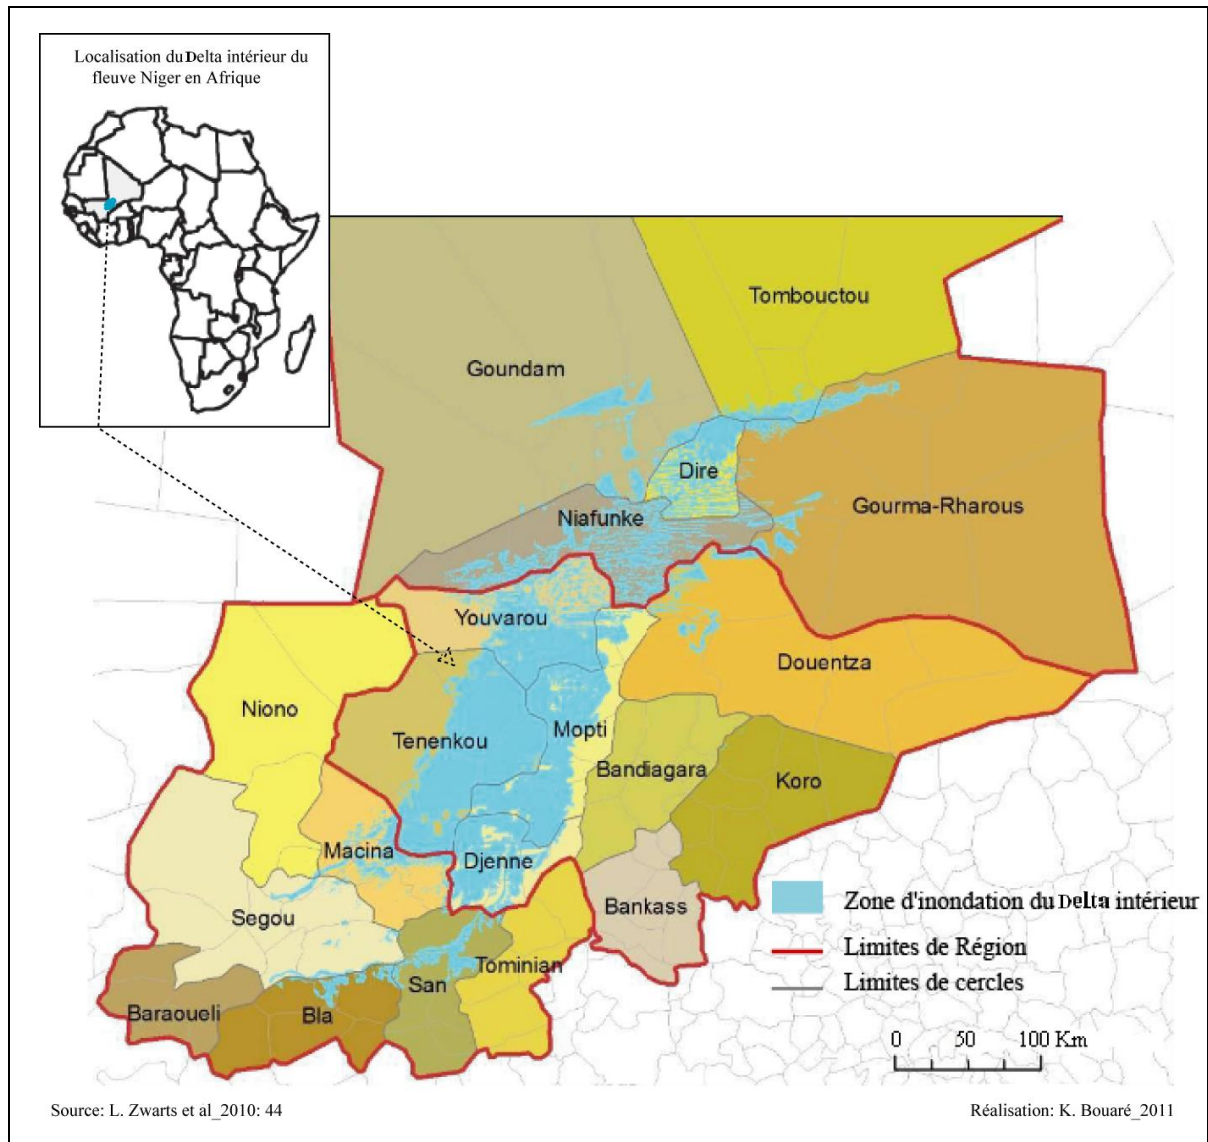 Localisation du Delta intérieur du
fleuve Niger en Afrique
Tombouctou
Goundam
Dire
Gourma-Rharous
Niafunke
Youvarou
Douentza
Niono
Tenenkou
Mopti
Bandiagara
Koro
Macina
Djenne
Segou
Bankass
Tominian
San
Baraoueli
Bla
Zone d'inondation du Delta intérieur
Limites de Région
Limites de cercles
0 50 100 Km
Source: L. Zwarts et al_2010: 44
Réalisation: K. Bouaré_2011